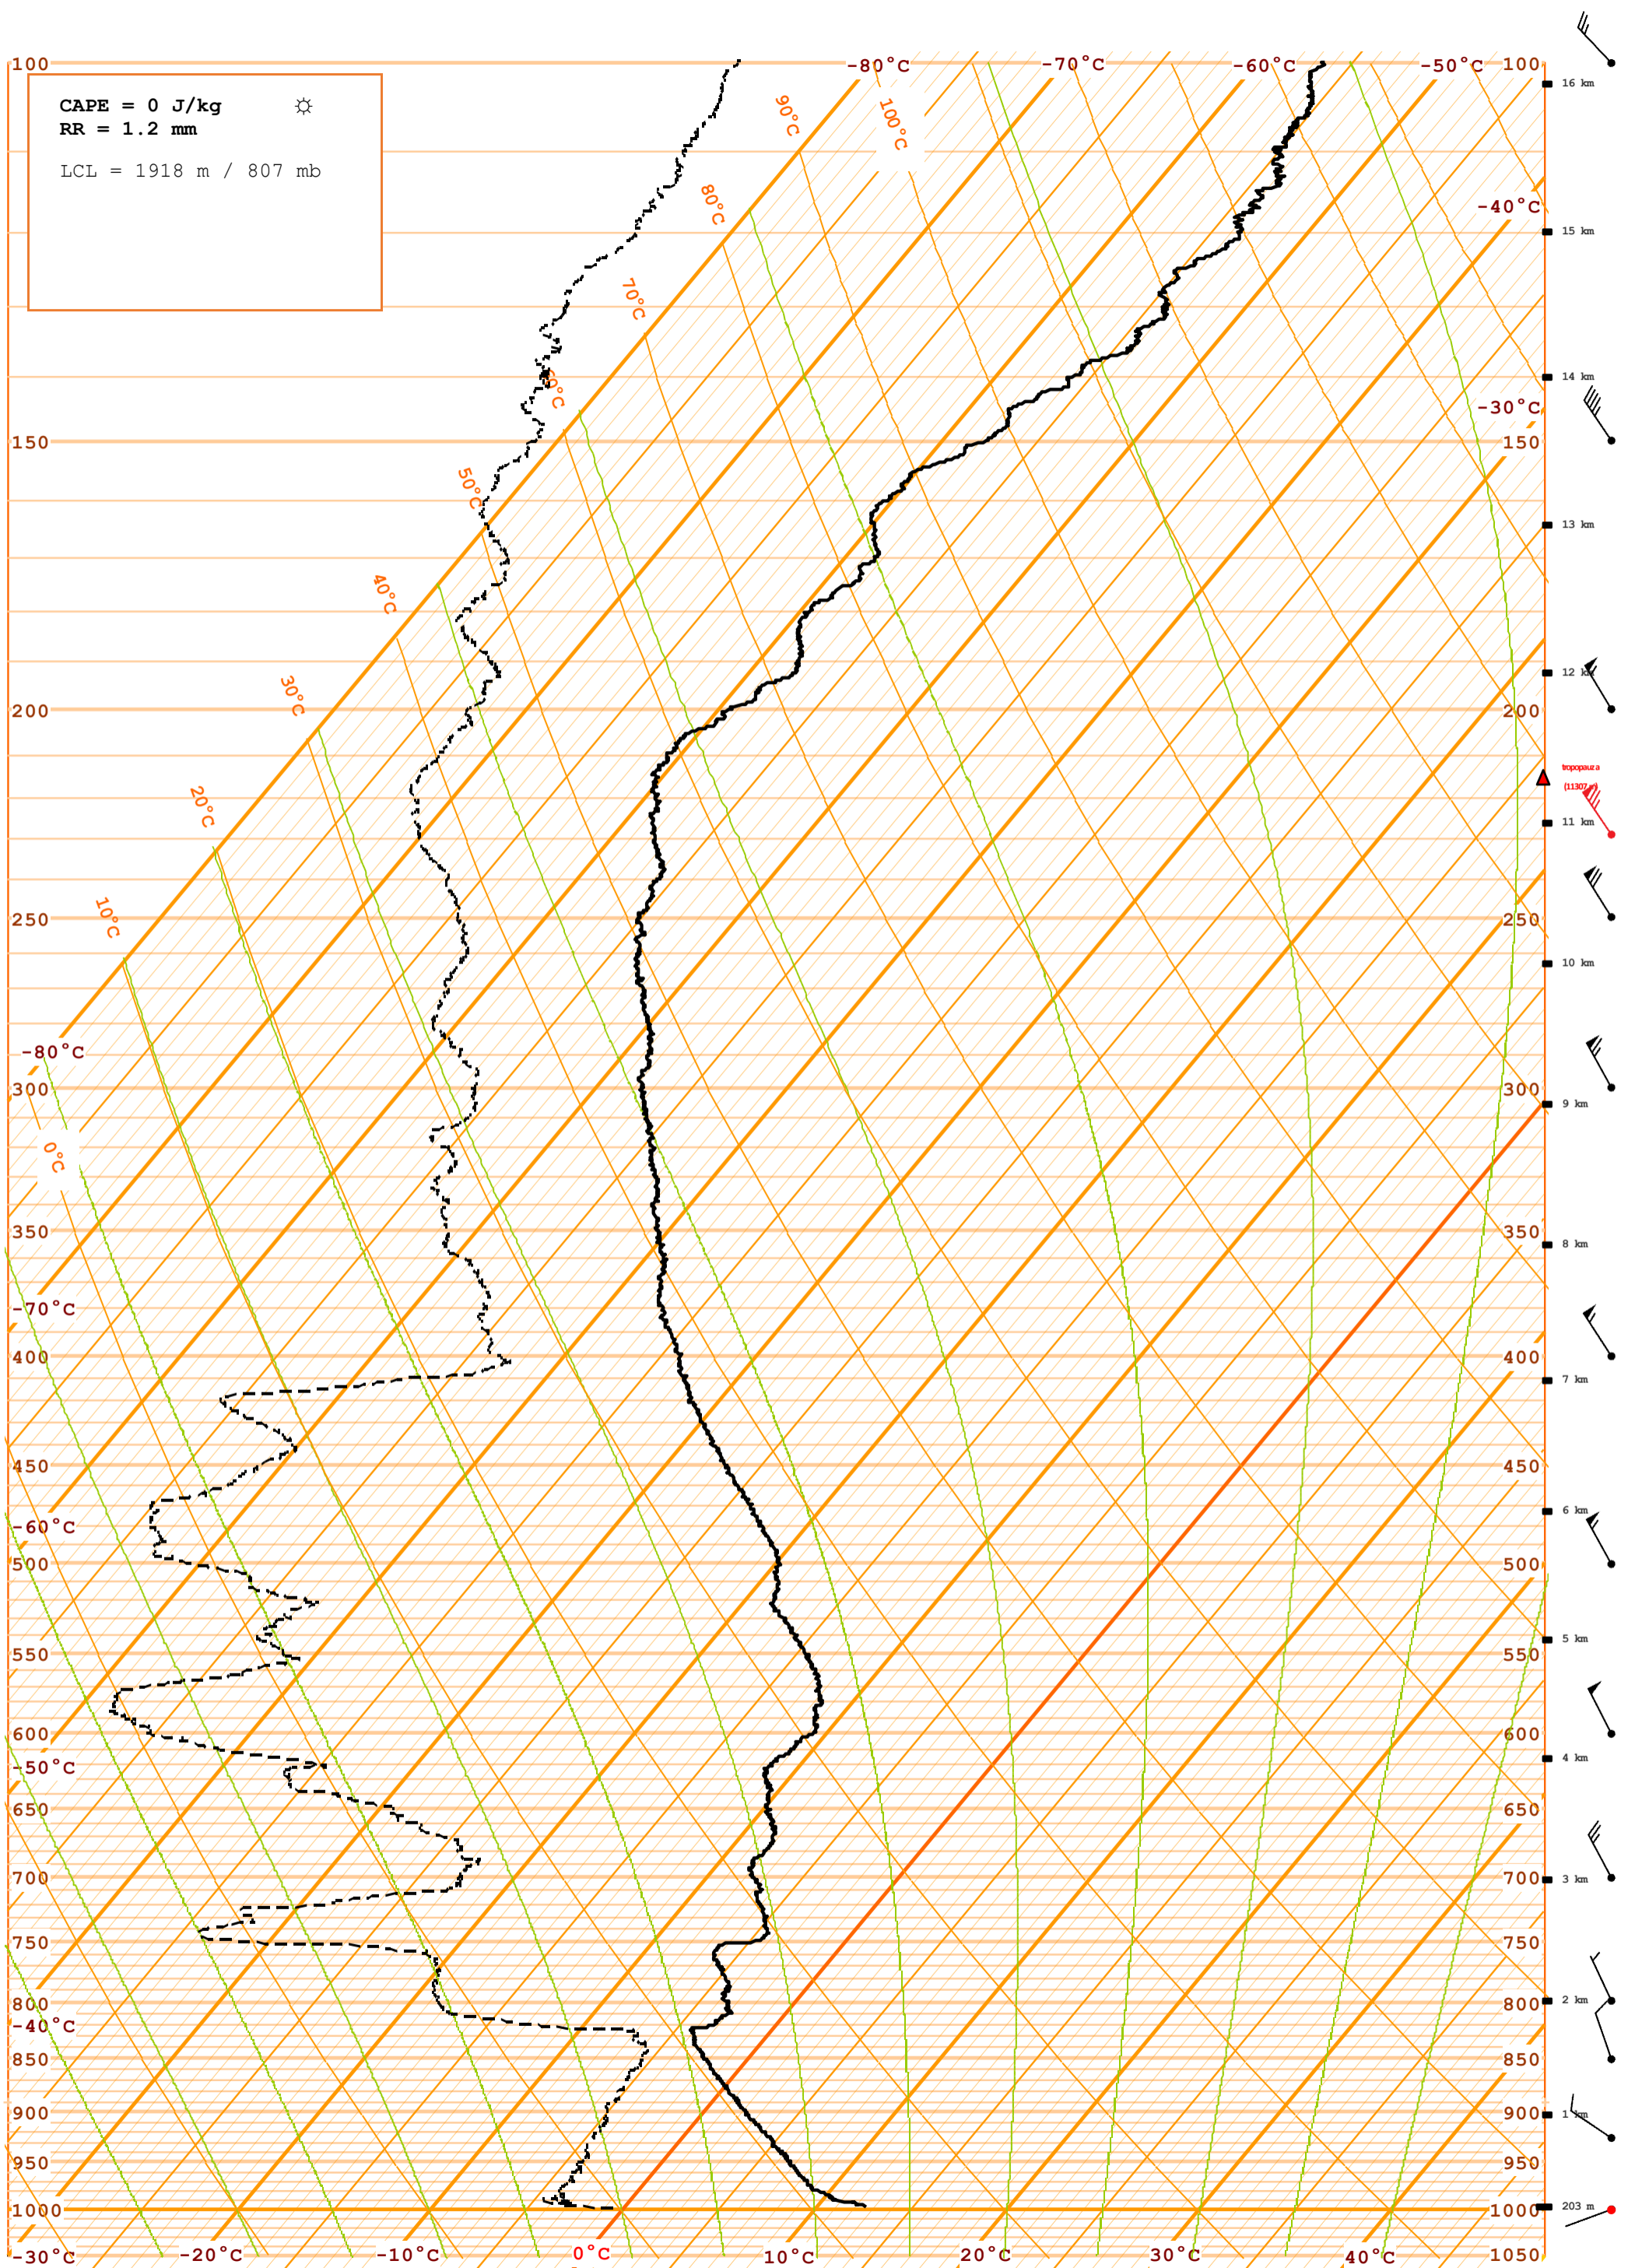 -80°C -70°C -60°C -50°C
100 100
16 km
CAPE = 0 J/kg ☼
RR = 1.2 mm
LCL = 1918 m / 807 mb
90°C 100°C
80°C
-40°C
15 km
70°C
60°C
14 km
-30°C
150 150
50°C
13 km
40°C
30°C
12 km
200 200
tropopauza
(11307 m)
20°C
11 km
10°C
250 250
10 km
-80°C
300 300
9 km
0°C
350 350
8 km
-70°C
400 400
7 km
450 450
6 km
-60°C
500 500
5 km
550 550
600 600
4 km
-50°C
650 650
700 700
3 km
750 750
800 800
2 km
-40°C
850 850
900 900
1 km
950 950
1000 1000
203 m
-30°C -20°C -10°C 0°C 10°C 20°C 30°C 40°C 1050